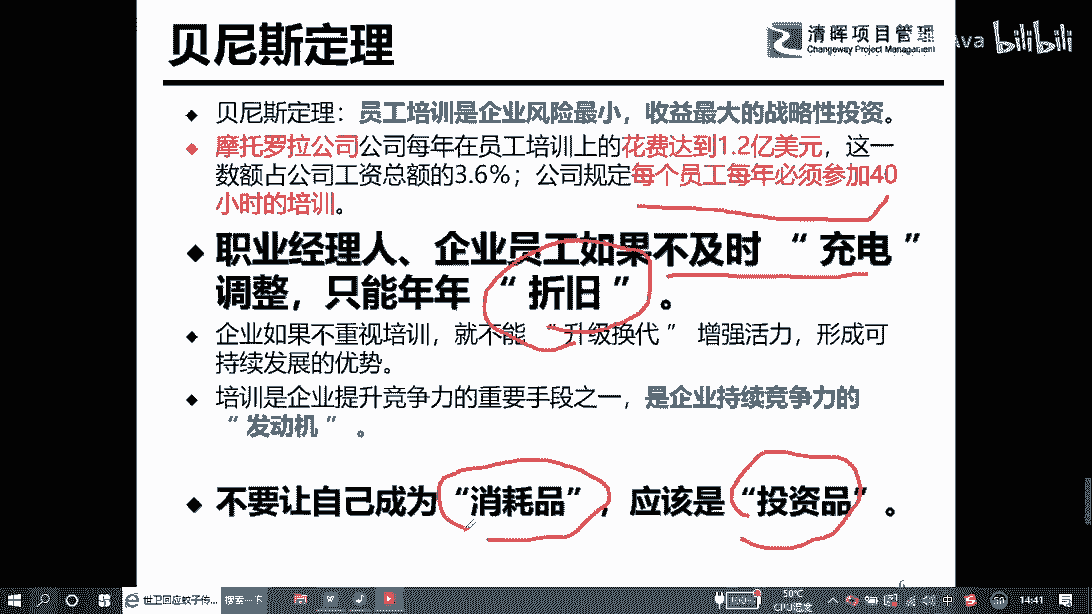 贝尼斯定理
清晖项目管理
Changeway Project Management
bilibili
贝尼斯定理：员工培训是企业风险最小，收益最大的战略性投资。
摩托罗拉公司公司每年在员工培训上的花费达到1.2亿美元，这一
数额占公司工资总额的3.6%；公司规定每个员工每年必须参加40
小时的培训。
职业经理人、企业员工如果不及时 “ 充电 ”
调整，只能年年 “ 折旧 ” 。
企业如果不重视培训，就不能 “ 升级换代 ” 增强活力，形成可
持续发展的优势。
培训是企业提升竞争力的重要手段之一，是企业持续竞争力的
“ 发动机 ” 。
不要让自己成为 “消耗品” ，应该是 “投资品” 。
6
世卫回应蚊子传...
搜索一下
50℃
CPU温度
中
14:41